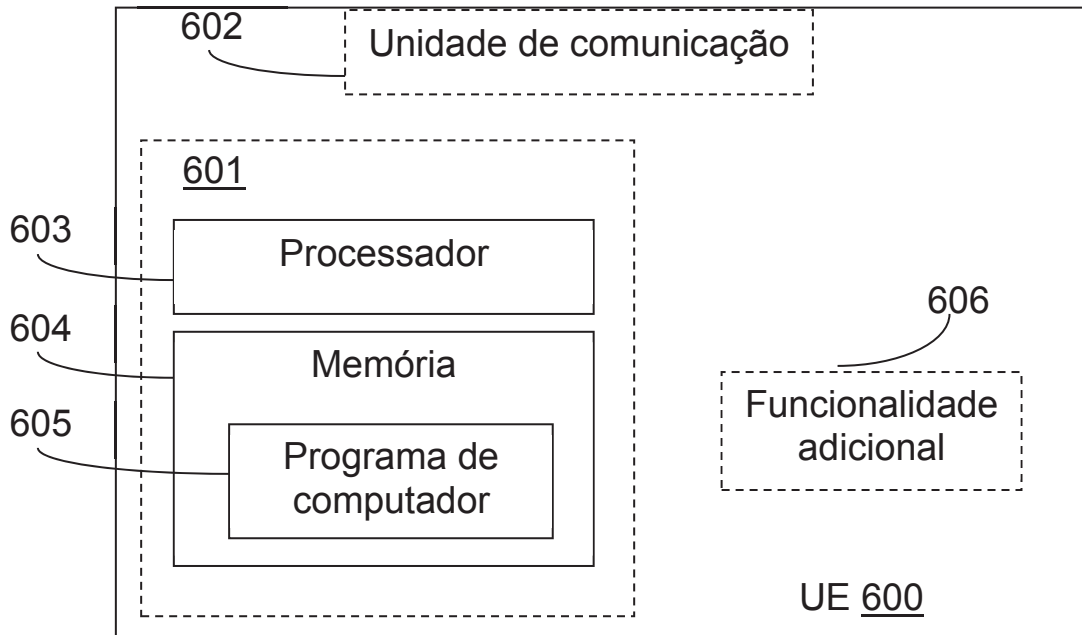 602
Unidade de comunicação
601
603
Processador
604
Memória
605
Programa de
computador
606
Funcionalidade
adicional
UE 600